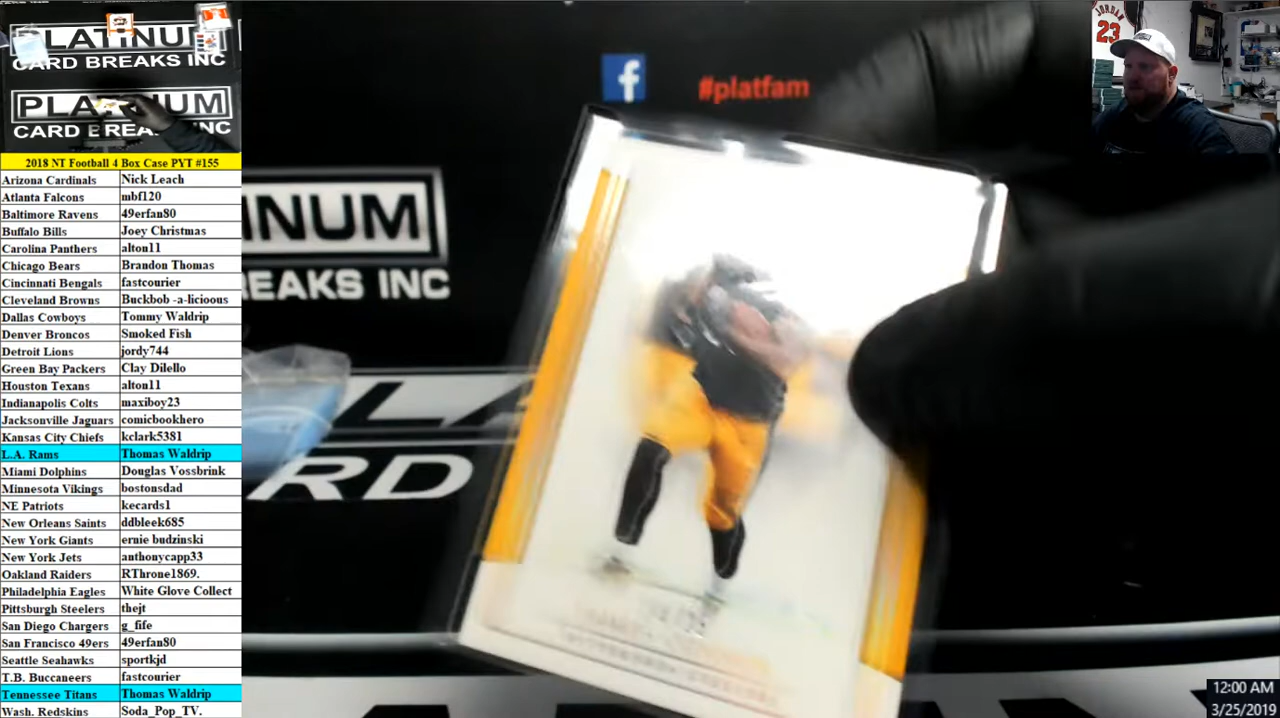 PLATINUM
CARD BREAKS INC
PLATINUM
CARD BREAKS INC
f
#platfam
JORDAN
23
INUM
EAKS INC
RD
2018 NT Football 4 Box Case PYT #155
Arizona Cardinals Nick Leach
Atlanta Falcons mbf120
Baltimore Ravens 49erfan80
Buffalo Bills Joey Christmas
Carolina Panthers alton11
Chicago Bears Brandon Thomas
Cincinnati Bengals fastcourier
Cleveland Browns Buckbob -a-licioous
Dallas Cowboys Tommy Waldrip
Denver Broncos Smoked Fish
Detroit Lions jordy744
Green Bay Packers Clay Dilello
Houston Texans alton11
Indianapolis Colts maxiboy23
Jacksonville Jaguars comicbookhero
Kansas City Chiefs kclark5381
L.A. Rams Thomas Waldrip
Miami Dolphins Douglas Vossbrink
Minnesota Vikings bostonsdad
NE Patriots kecards1
New Orleans Saints ddbleek685
New York Giants ernie budzinski
New York Jets anthonycapp33
Oakland Raiders RThrone1869.
Philadelphia Eagles White Glove Collect
Pittsburgh Steelers thejt
San Diego Chargers g_fife
San Francisco 49ers 49erfan80
Seattle Seahawks sportkjd
T.B. Buccaneers fastcourier
Tennessee Titans Thomas Waldrip
Wash. Redskins Soda_Pop_TV.
12:00 AM
3/25/2019